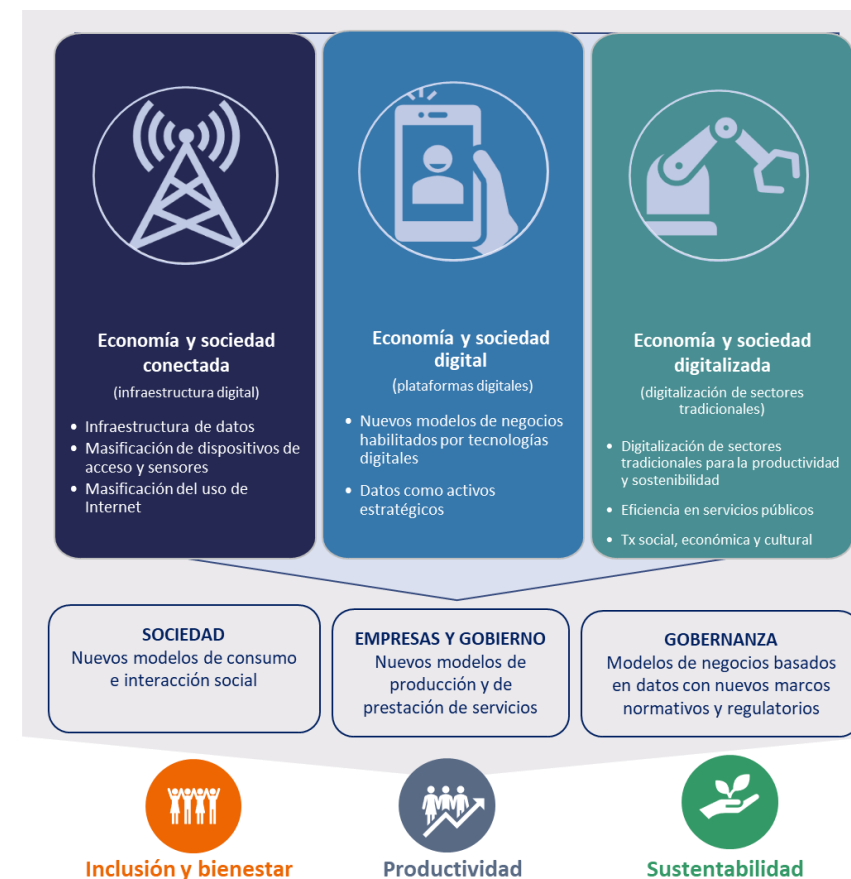 Economía y sociedad
conectada
(infraestructura digital)
• Infraestructura de datos
• Masificación de dispositivos de
acceso y sensores
• Masificación del uso de
Internet
Economía y sociedad
digital
(plataformas digitales)
• Nuevos modelos de negocios
habilitados por tecnologías
digitales
• Datos como activos
estratégicos
Economía y sociedad
digitalizada
(digitalización de sectores
tradicionales)
• Digitalización de sectores
tradicionales para la productividad
y sostenibilidad
• Eficiencia en servicios públicos
• Tx social, económica y cultural
SOCIEDAD
Nuevos modelos de consumo
e interacción social
EMPRESAS Y GOBIERNO
Nuevos modelos de
producción y de
prestación de servicios
GOBERNANZA
Modelos de negocios basados
en datos con nuevos marcos
normativos y regulatorios
Inclusión y bienestar
Productividad
Sustentabilidad